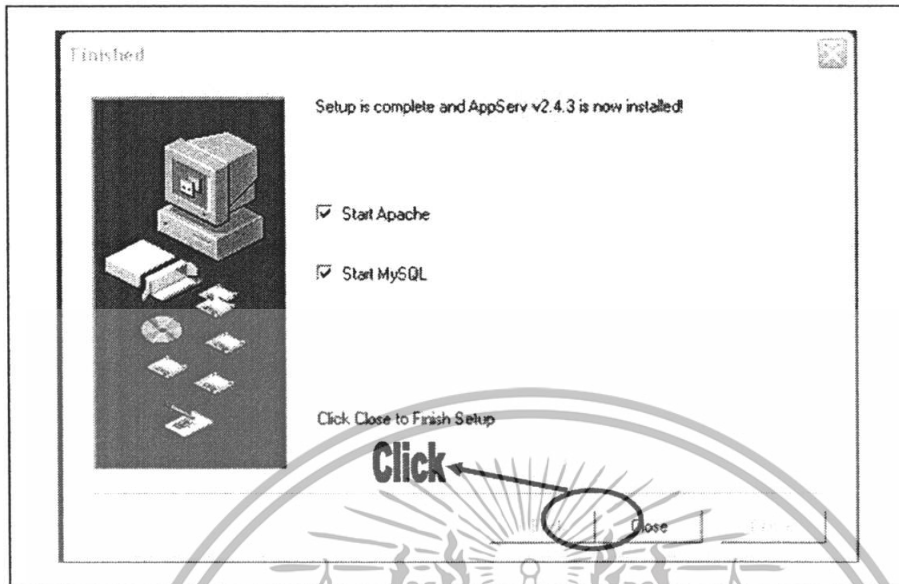 Finished
Setup is complete and AppServ v2.4.3 is now installed!
Start Apache
Start MySQL
Click Close to Finish Setup
Click
Close